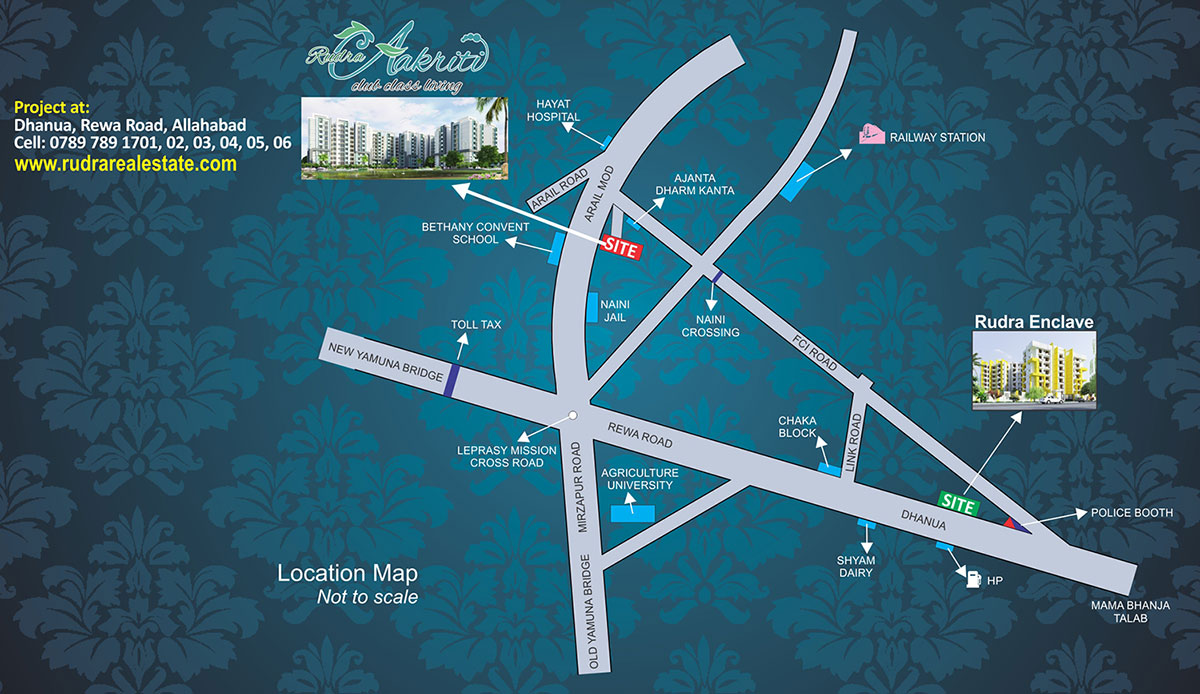 Rudra Aakriti
club class living
Project at:
Dhanua, Rewa Road, Allahabad
Cell: 0789 789 1701, 02, 03, 04, 05, 06
www.rudrarealestate.com
HAYAT
HOSPITAL
RAILWAY STATION
ARAIL ROAD
ARAIL MOD
AJANTA
DHARM KANTA
BETHANY CONVENT
SCHOOL
SITE
NAINI
JAIL
NAINI
CROSSING
TOLL TAX
NEW YAMUNA BRIDGE
FCI ROAD
Rudra Enclave
LEPRASY MISSION
CROSS ROAD
REWA ROAD
CHAKA
BLOCK
LINK ROAD
MIRZAPUR ROAD
AGRICULTURE
UNIVERSITY
SITE
DHANUA
POLICE BOOTH
SHYAM
DAIRY
HP
OLD YAMUNA BRIDGE
MAMA BHANJA
TALAB
Location Map
Not to scale